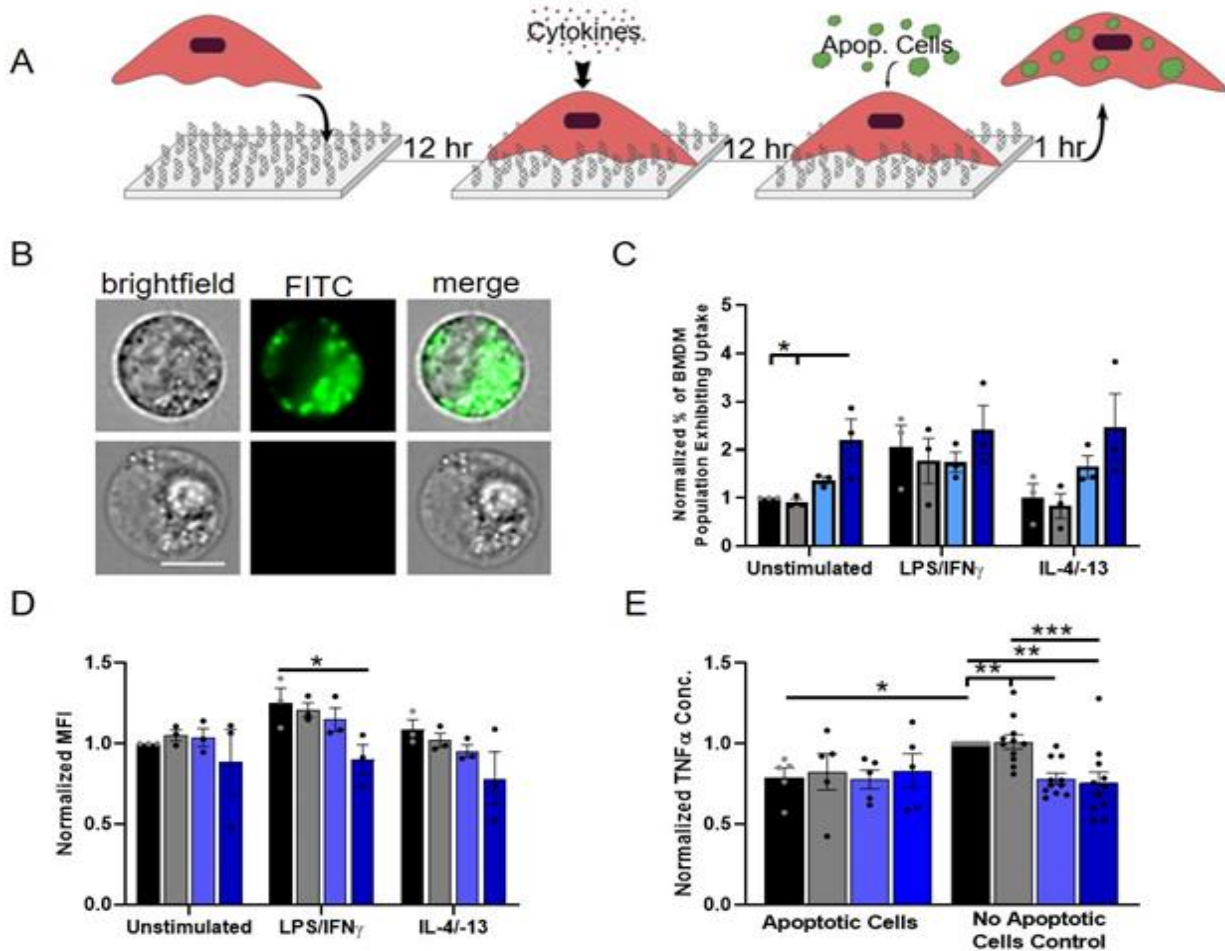 A
Cytokines
Apop. Cells
12 hr
12 hr
1 hr
B
brightfield
FITC
merge
C
Normalized % of BMDM
Population Exhibiting Uptake
5
4
3
2
1
0
*
Unstimulated
LPS/IFNγ
IL-4/-13
D
Normalized MFI
1.5
1.0
0.5
0.0
*
Unstimulated
LPS/IFNγ
IL-4/-13
E
Normalized TNFα Conc.
1.5
1.0
0.5
0.0
*
**
**
***
Apoptotic Cells
No Apoptotic
Cells Control